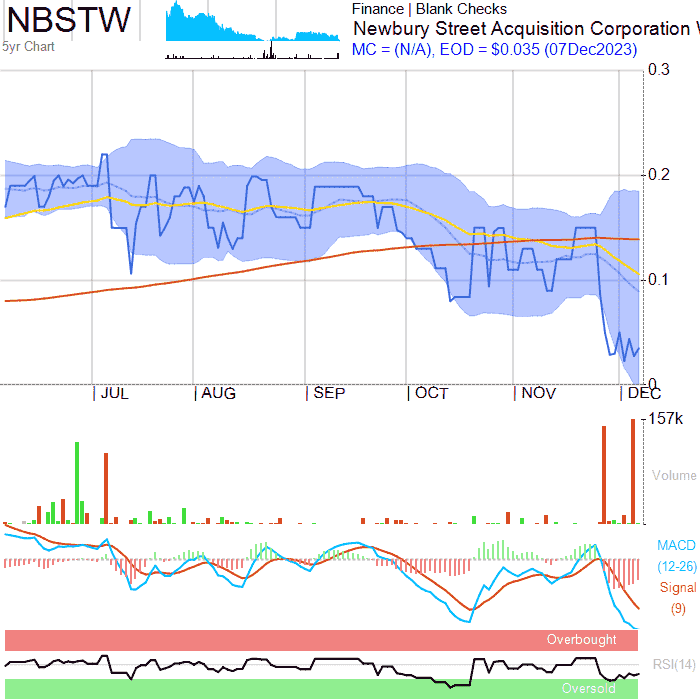 NBSTW
5yr Chart
Finance | Blank Checks
Newbury Street Acquisition Corporation W
MC = (N/A), EOD = $0.035 (07Dec2023)
0.3
0.2
0.1
0
JUL AUG SEP OCT NOV DEC
157k
Volume
MACD
(12-26)
Signal
(9)
Overbought
RSI(14)
Oversold